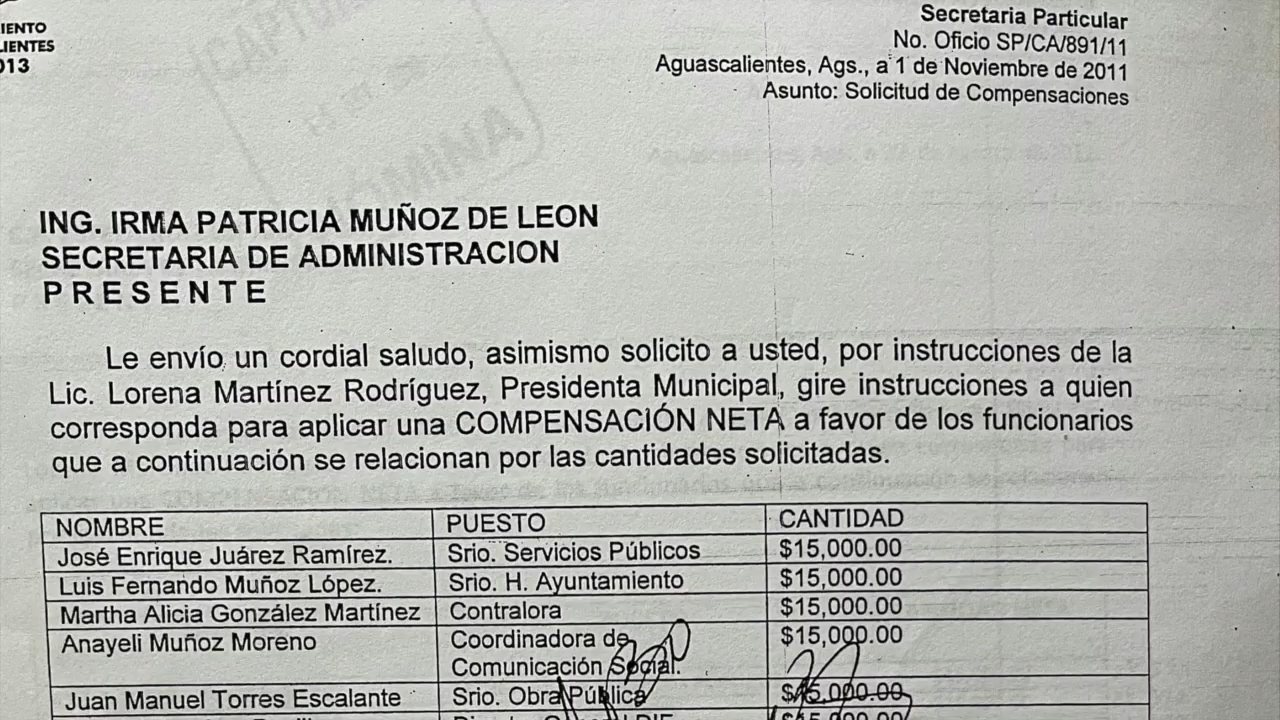 IENTO
LIENTES
013
Secretaria Particular
No. Oficio SP/CA/891/11
Aguascalientes, Ags., a 1 de Noviembre de 2011
Asunto: Solicitud de Compensaciones
NOMINA
ING. IRMA PATRICIA MUÑOZ DE LEON
SECRETARIA DE ADMINISTRACION
P R E S E N T E
Le envío un cordial saludo, asimismo solicito a usted, por instrucciones de la
Lic. Lorena Martínez Rodríguez, Presidenta Municipal, gire instrucciones a quien
corresponda para aplicar una COMPENSACIÓN NETA a favor de los funcionarios
que a continuación se relacionan por las cantidades solicitadas.
NOMBRE PUESTO CANTIDAD
José Enrique Juárez Ramírez. Srio. Servicios Públicos $15,000.00
Luis Fernando Muñoz López. Srio. H. Ayuntamiento $15,000.00
Martha Alicia González Martínez Contralora $15,000.00
Anayeli Muñoz Moreno Coordinadora de $15,000.00
Comunicación Social.
Juan Manuel Torres Escalante Srio. Obra Pública $15,000.00